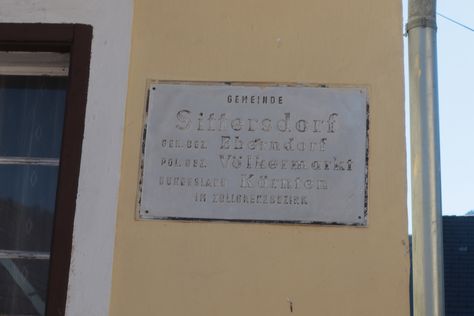 GEMEINDE
Sittersdorf
GER. BEZ. Eberndorf
POL. BEZ. Völkermarkt
BUNDESLAND Kärnten
IM ZOLLGRENZBEZIRK